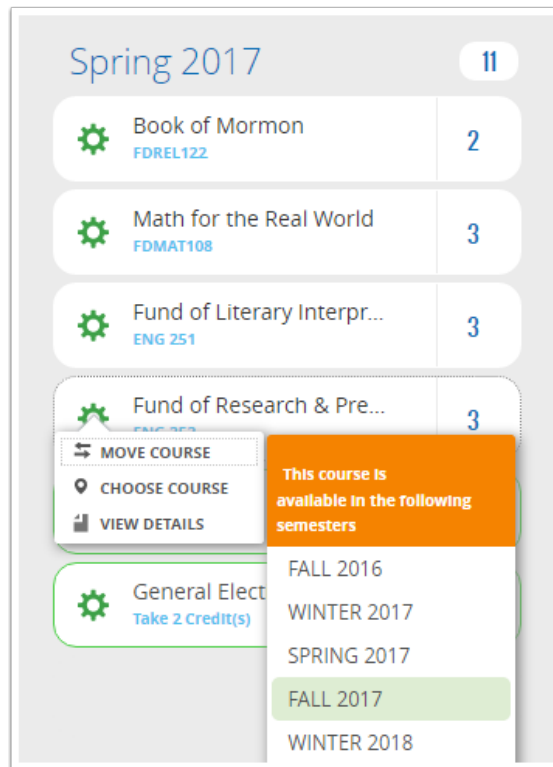 Spring 2017
11
Book of Mormon
FDREL122
2
Math for the Real World
FDMAT108
3
Fund of Literary Interpr...
ENG 251
3
Fund of Research & Pre...
3
MOVE COURSE
CHOOSE COURSE
VIEW DETAILS
This course is
available in the following
semesters
FALL 2016
WINTER 2017
SPRING 2017
FALL 2017
WINTER 2018
General Elect
Take 2 Credit(s)